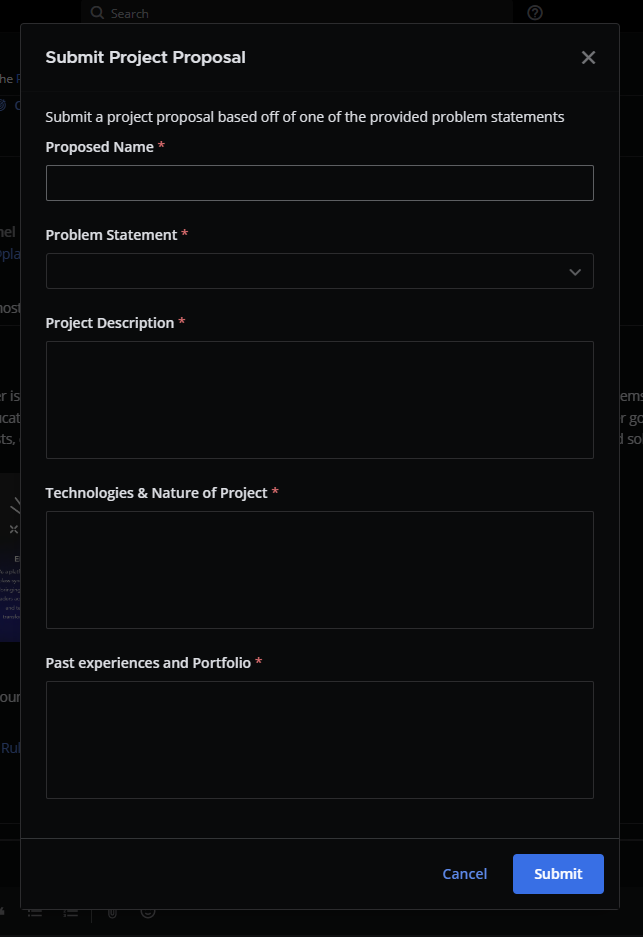 Search
Submit Project Proposal
Submit a project proposal based off of one of the provided problem statements
Proposed Name *
Problem Statement *
Project Description *
Technologies & Nature of Project *
Past experiences and Portfolio *
Cancel
Submit